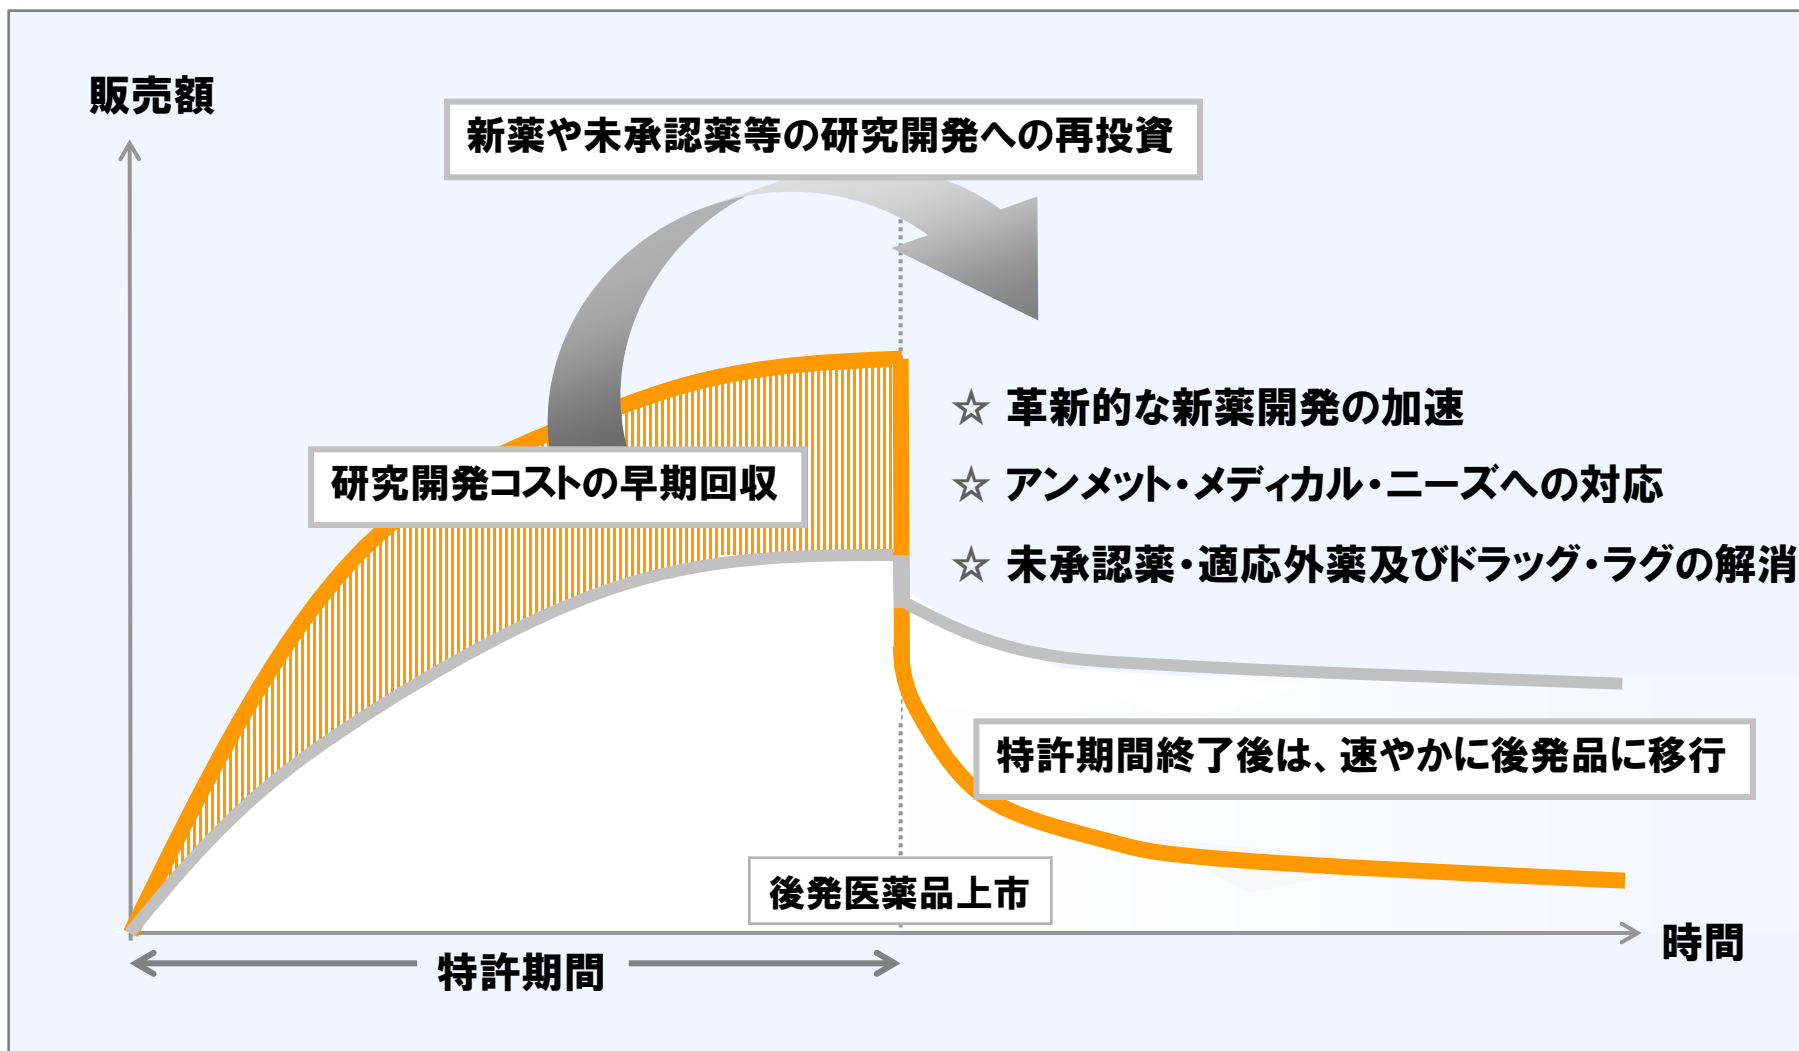 販売額
新薬や未承認薬等の研究開発への再投資
☆ 革新的な新薬開発の加速
研究開発コストの早期回収
☆ アンメット・メディカル・ニーズへの対応
☆ 未承認薬・適応外薬及びドラッグ・ラグの解消
特許期間終了後は、速やかに後発品に移行
後発医薬品上市
時間
特許期間